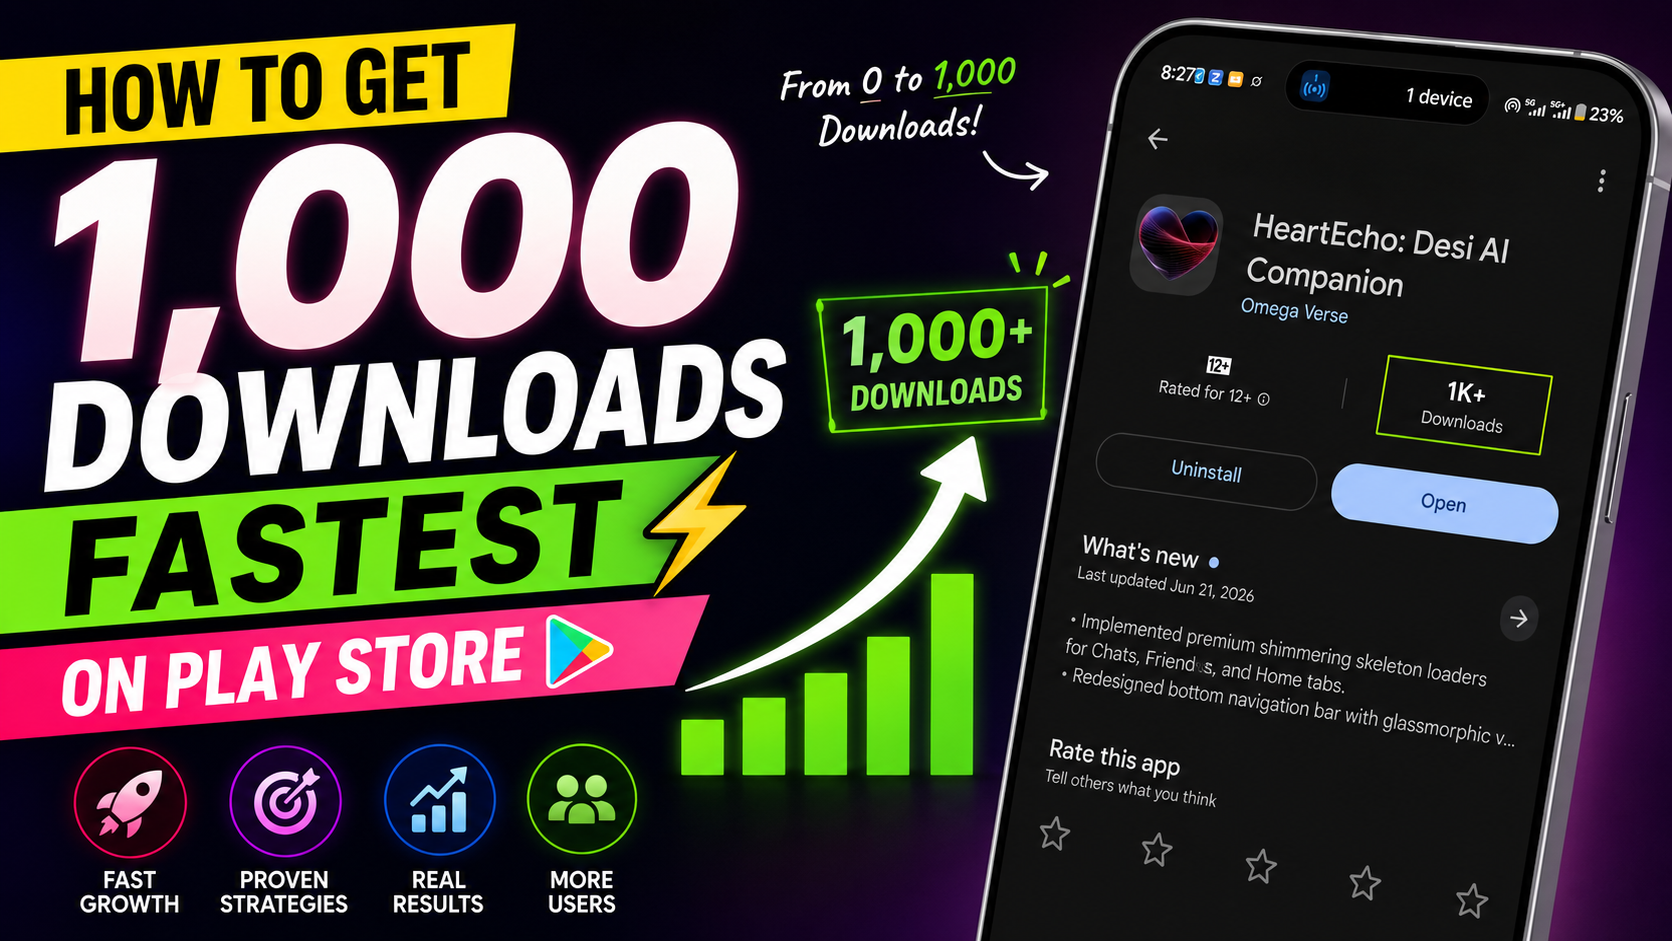 HOW TO GET
1,000
DOWNLOADS
FASTEST
ON PLAY STORE
FAST
GROWTH
PROVEN
STRATEGIES
REAL
RESULTS
MORE
USERS
From 0 to 1,000
Downloads!
1,000+
DOWNLOADS
8:27
1 device
5G
5G+
23%
HeartEcho: Desi AI
Companion
Omega Verse
12+
Rated for 12+
1K+
Downloads
Uninstall
Open
What's new
Last updated Jun 21, 2026
• Implemented premium shimmering skeleton loaders
for Chats, Friends, and Home tabs.
• Redesigned bottom navigation bar with glassmorphic v...
Rate this app
Tell others what you think